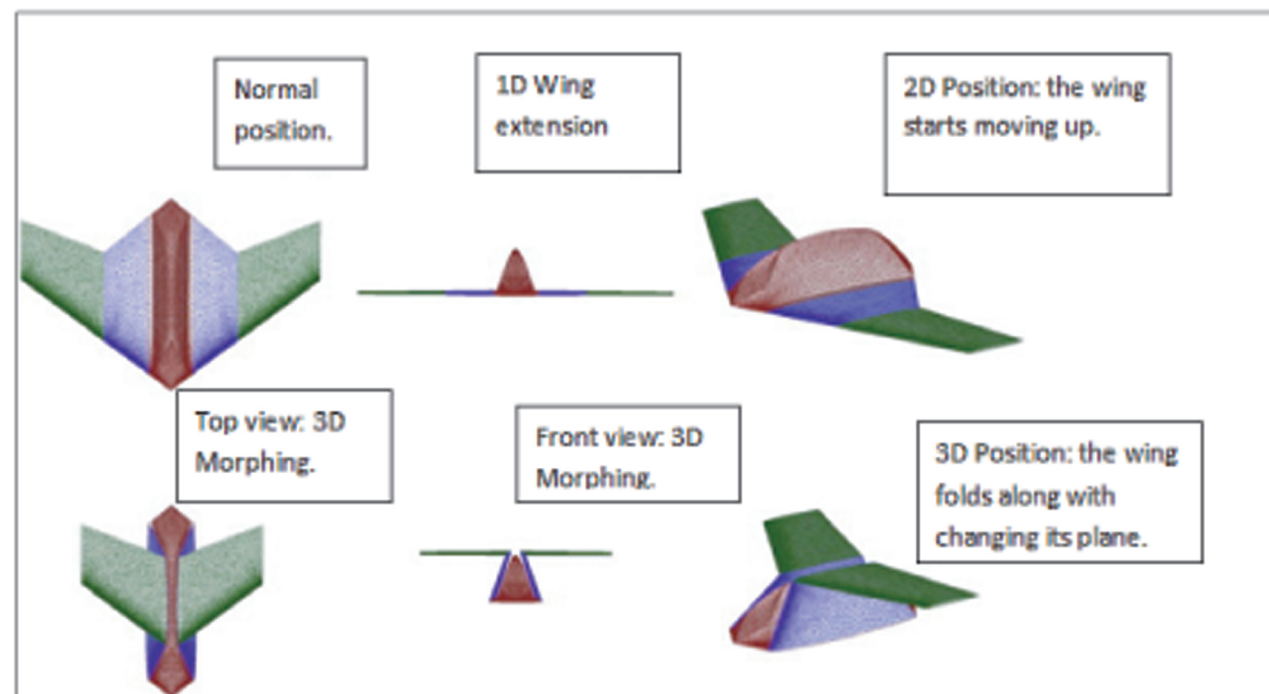 Normal
position.
1D Wing
extension
2D Position: the wing
starts moving up.
Top view: 3D
Morphing.
Front view: 3D
Morphing.
3D Position: the wing
folds along with
changing its plane.